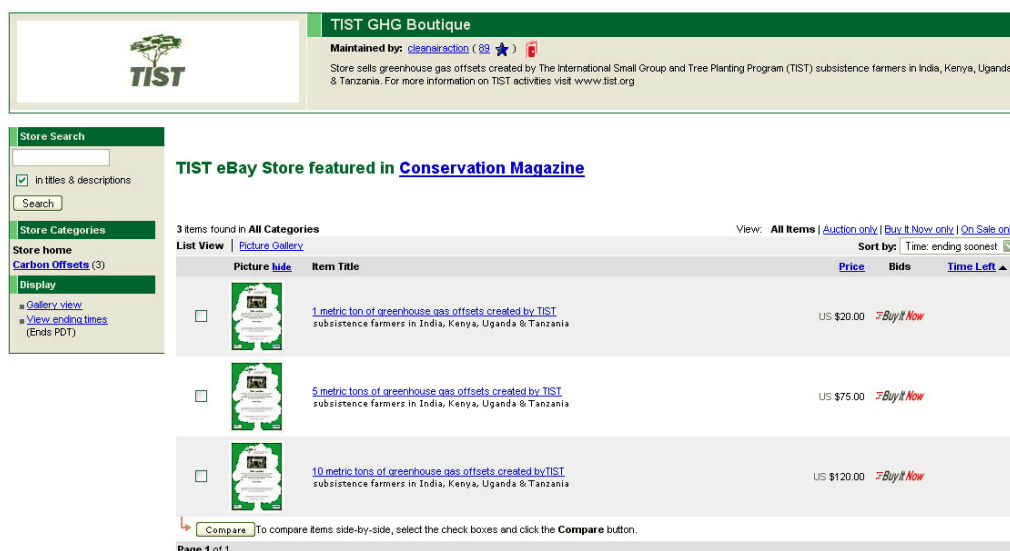 TIST
TIST GHG Boutique
Maintained by: cleanairaction ( 89 )
Store sells greenhouse gas offsets created by The International Small Group and Tree Planting Program (TIST) subsistence farmers in India, Kenya, Uganda
& Tanzania. For more information on TIST activities visit www.tist.org
Store Search
in titles & descriptions
Search
Store Categories
Store home
Carbon Offsets (3)
Display
Gallery view
View ending times
(Ends PDT)
TIST eBay Store featured in Conservation Magazine
3 items found in All Categories
View: All Items | Auction only | Buy It Now only | On Sale onl
List View | Picture Gallery
Sort by: Time: ending soonest
Picture hide Item Title Price Bids Time Left
1 metric ton of greenhouse gas offsets created by TIST
subsistence farmers in India, Kenya, Uganda & Tanzania
US $20.00 Buy It Now
5 metric tons of greenhouse gas offsets created by TIST
subsistence farmers in India, Kenya, Uganda & Tanzania
US $75.00 Buy It Now
10 metric tons of greenhouse gas offsets created byTIST
subsistence farmers in India, Kenya, Uganda & Tanzania
US $120.00 Buy It Now
Compare To compare items side-by-side, select the check boxes and click the Compare button.
Page 1 of 1